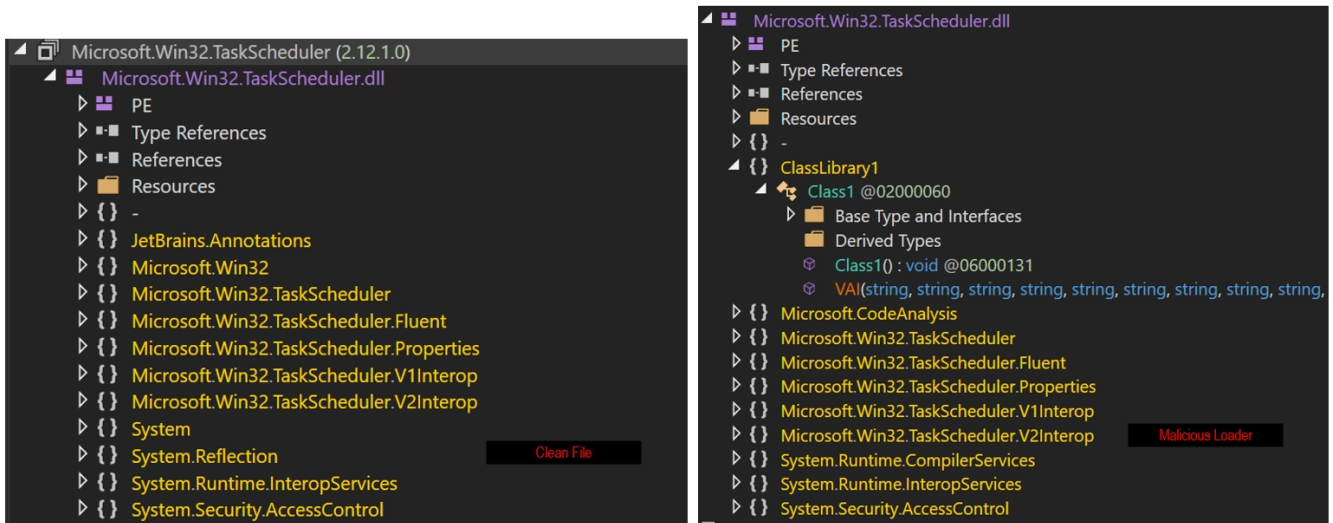 Microsoft.Win32.TaskScheduler (2.12.1.0)
Microsoft.Win32.TaskScheduler.dll
PE
Type References
References
Resources
{ } -
{ } JetBrains.Annotations
{ } Microsoft.Win32
{ } Microsoft.Win32.TaskScheduler
{ } Microsoft.Win32.TaskScheduler.Fluent
{ } Microsoft.Win32.TaskScheduler.Properties
{ } Microsoft.Win32.TaskScheduler.V1Interop
{ } Microsoft.Win32.TaskScheduler.V2Interop
{ } System
{ } System.Reflection
Clean File
{ } System.Runtime.InteropServices
{ } System.Security.AccessControl
Microsoft.Win32.TaskScheduler.dll
PE
Type References
References
Resources
{ } -
{ } ClassLibrary1
Class1 @02000060
Base Type and Interfaces
Derived Types
Class1() : void @06000131
VAI(string, string, string, string, string, string, string, string, string,
{ } Microsoft.CodeAnalysis
{ } Microsoft.Win32.TaskScheduler
{ } Microsoft.Win32.TaskScheduler.Fluent
{ } Microsoft.Win32.TaskScheduler.Properties
{ } Microsoft.Win32.TaskScheduler.V1Interop
{ } Microsoft.Win32.TaskScheduler.V2Interop
Malicious Loader
{ } System.Runtime.CompilerServices
{ } System.Runtime.InteropServices
{ } System.Security.AccessControl